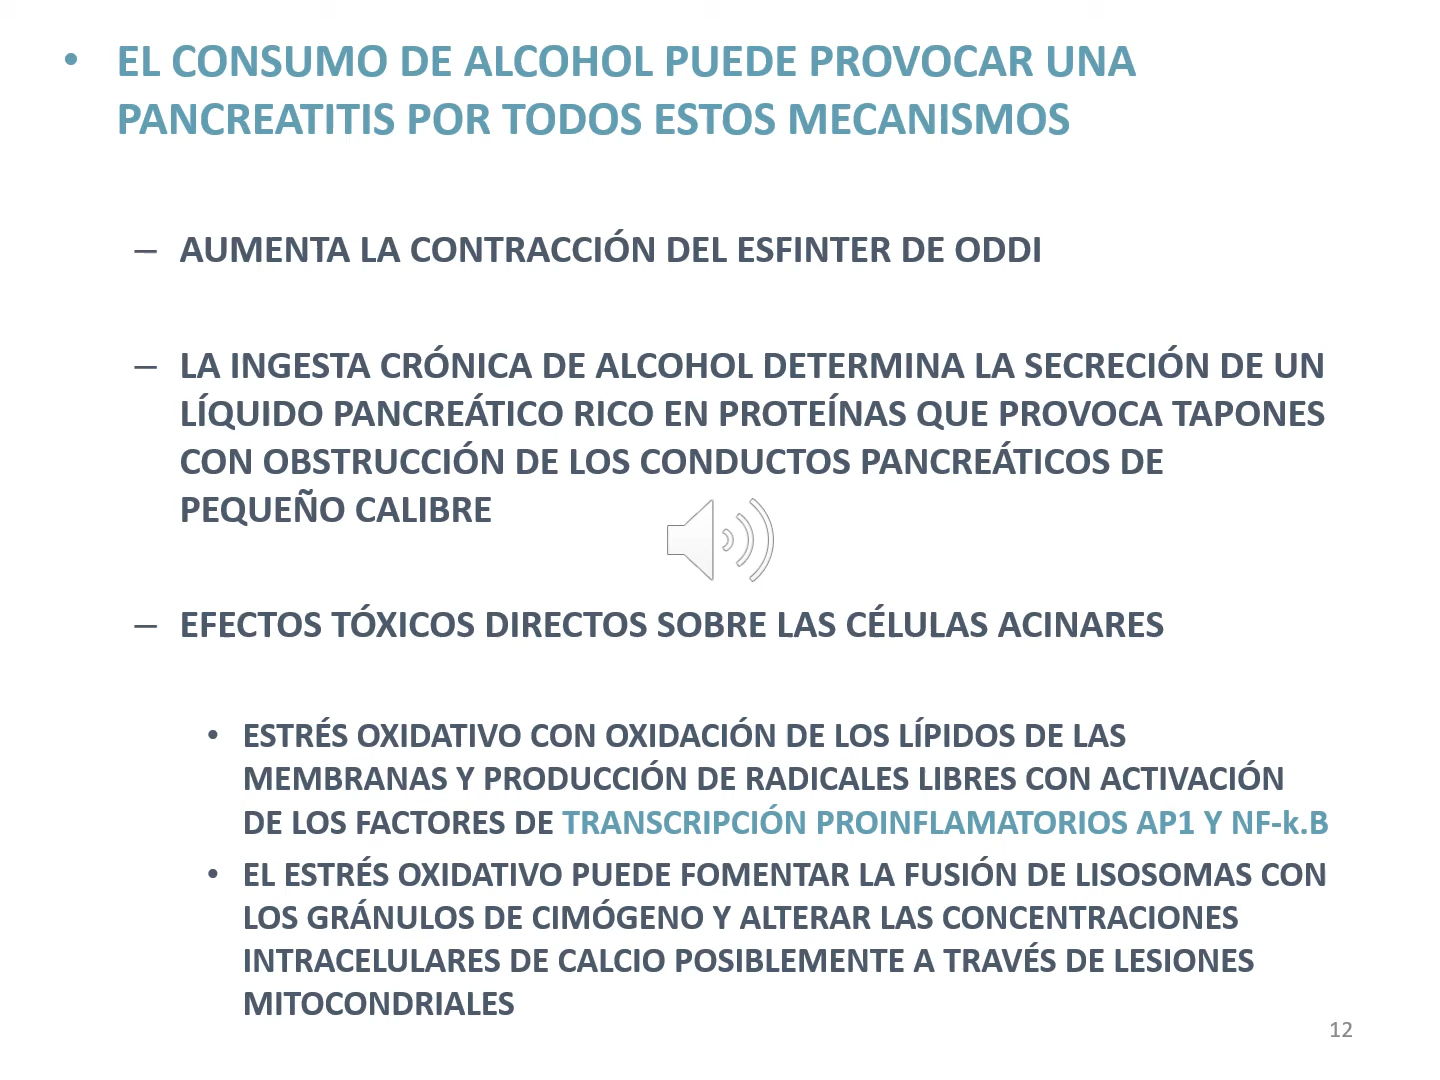 • EL CONSUMO DE ALCOHOL PUEDE PROVOCAR UNA
PANCREATITIS POR TODOS ESTOS MECANISMOS
– AUMENTA LA CONTRACCIÓN DEL ESFINTER DE ODDI
– LA INGESTA CRÓNICA DE ALCOHOL DETERMINA LA SECRECIÓN DE UN
LÍQUIDO PANCREÁTICO RICO EN PROTEÍNAS QUE PROVOCA TAPONES
CON OBSTRUCCIÓN DE LOS CONDUCTOS PANCREÁTICOS DE
PEQUEÑO CALIBRE
– EFECTOS TÓXICOS DIRECTOS SOBRE LAS CÉLULAS ACINARES
• ESTRÉS OXIDATIVO CON OXIDACIÓN DE LOS LÍPIDOS DE LAS
MEMBRANAS Y PRODUCCIÓN DE RADICALES LIBRES CON ACTIVACIÓN
DE LOS FACTORES DE TRANSCRIPCIÓN PROINFLAMATORIOS AP1 Y NF-k.B
• EL ESTRÉS OXIDATIVO PUEDE FOMENTAR LA FUSIÓN DE LISOSOMAS CON
LOS GRÁNULOS DE CIMÓGENO Y ALTERAR LAS CONCENTRACIONES
INTRACELULARES DE CALCIO POSIBLEMENTE A TRAVÉS DE LESIONES
MITOCONDRIALES
12